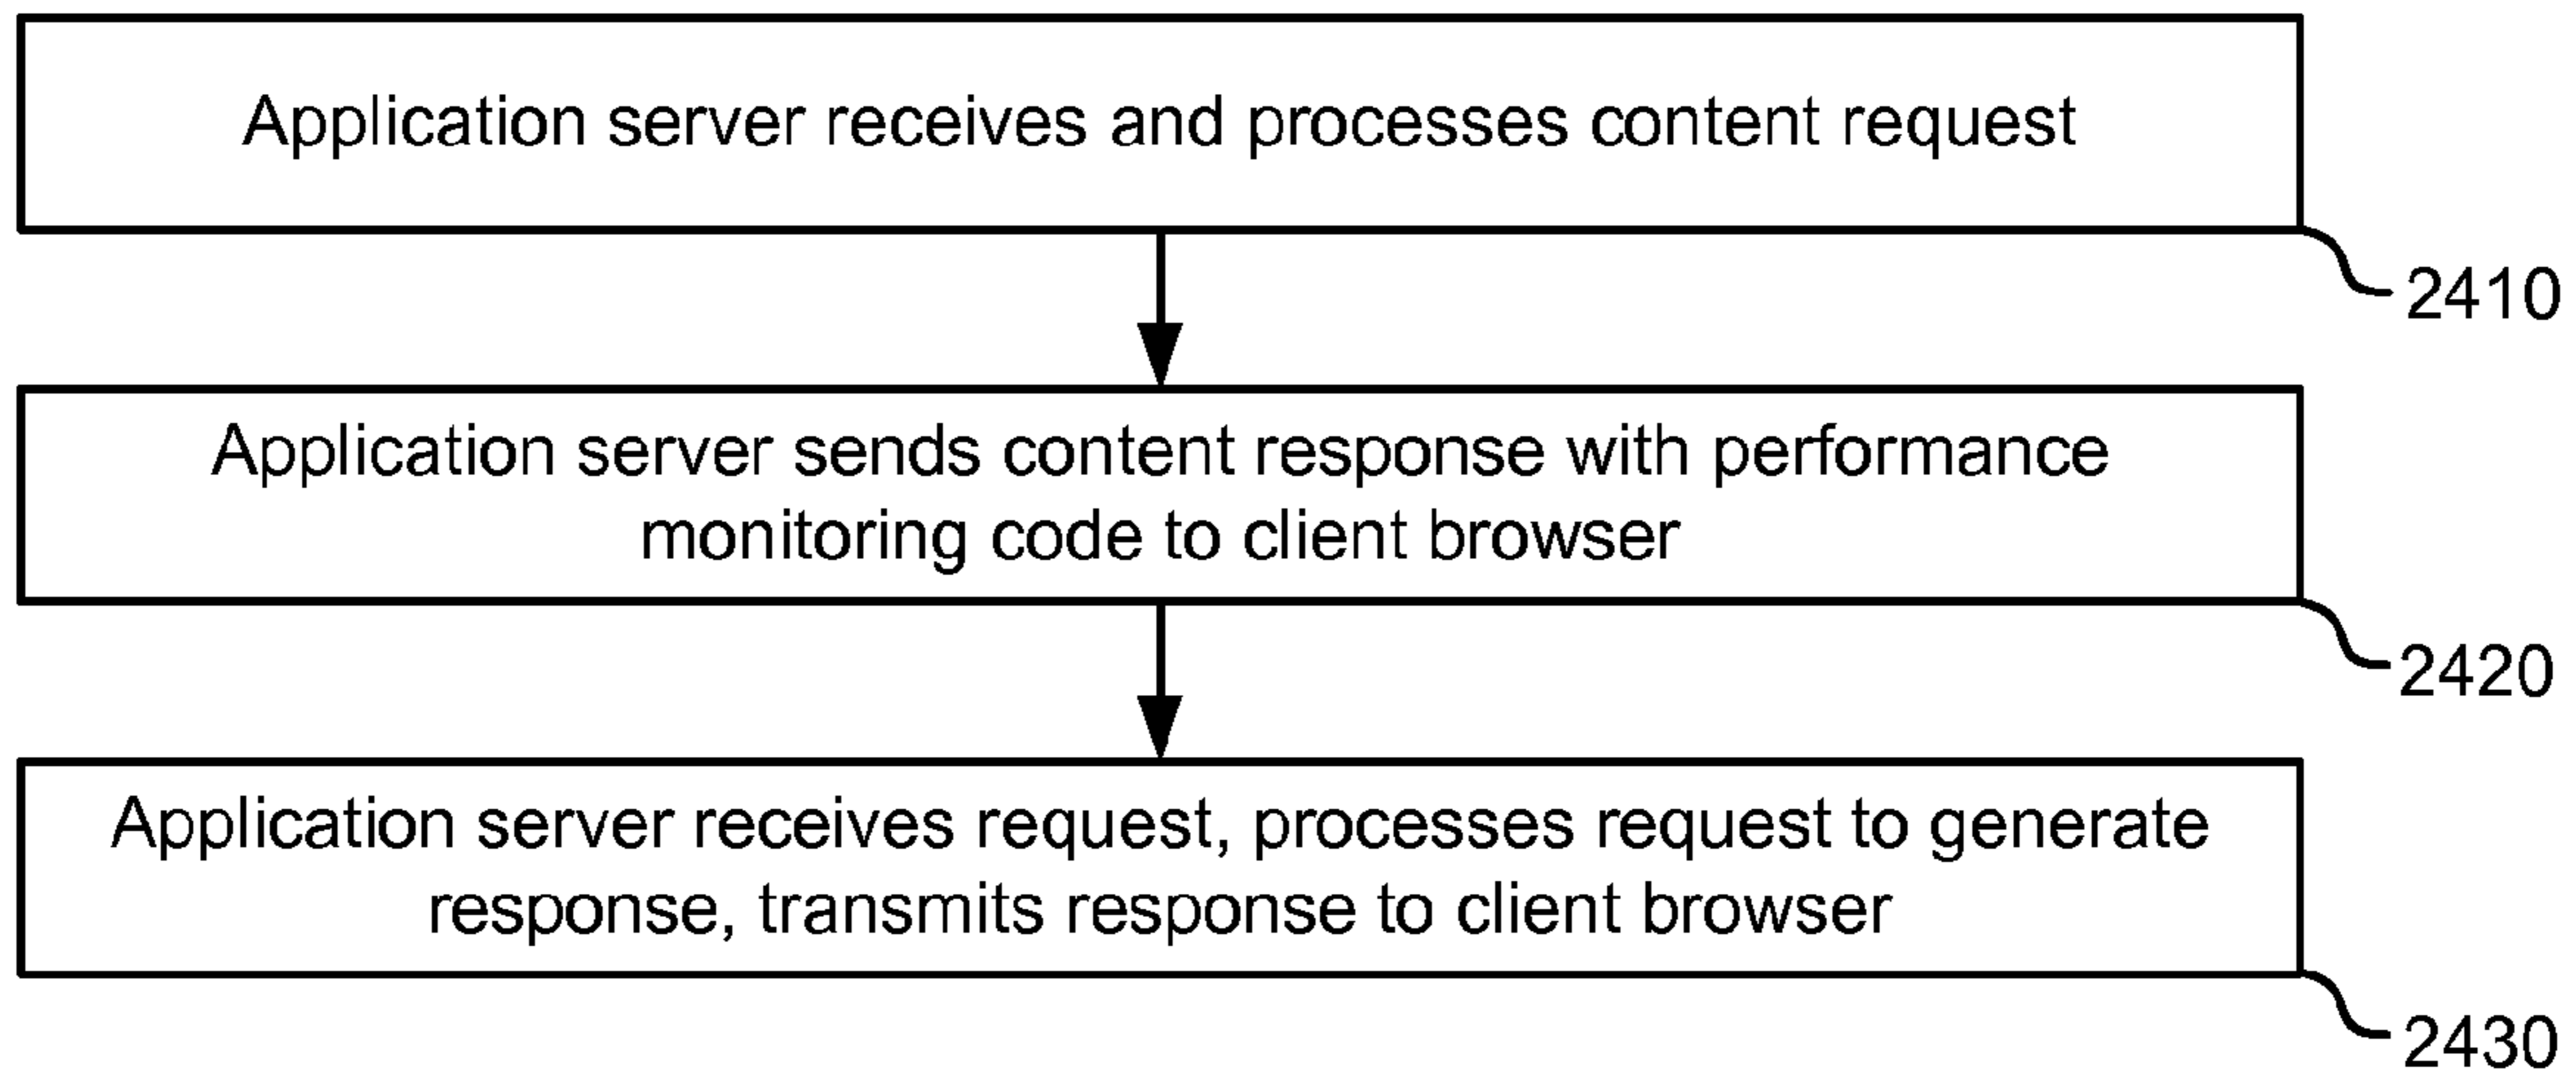 Application server receives and processes content request
2410
Application server sends content response with performance
monitoring code to client browser
2420
Application server receives request, processes request to generate
response, transmits response to client browser
2430